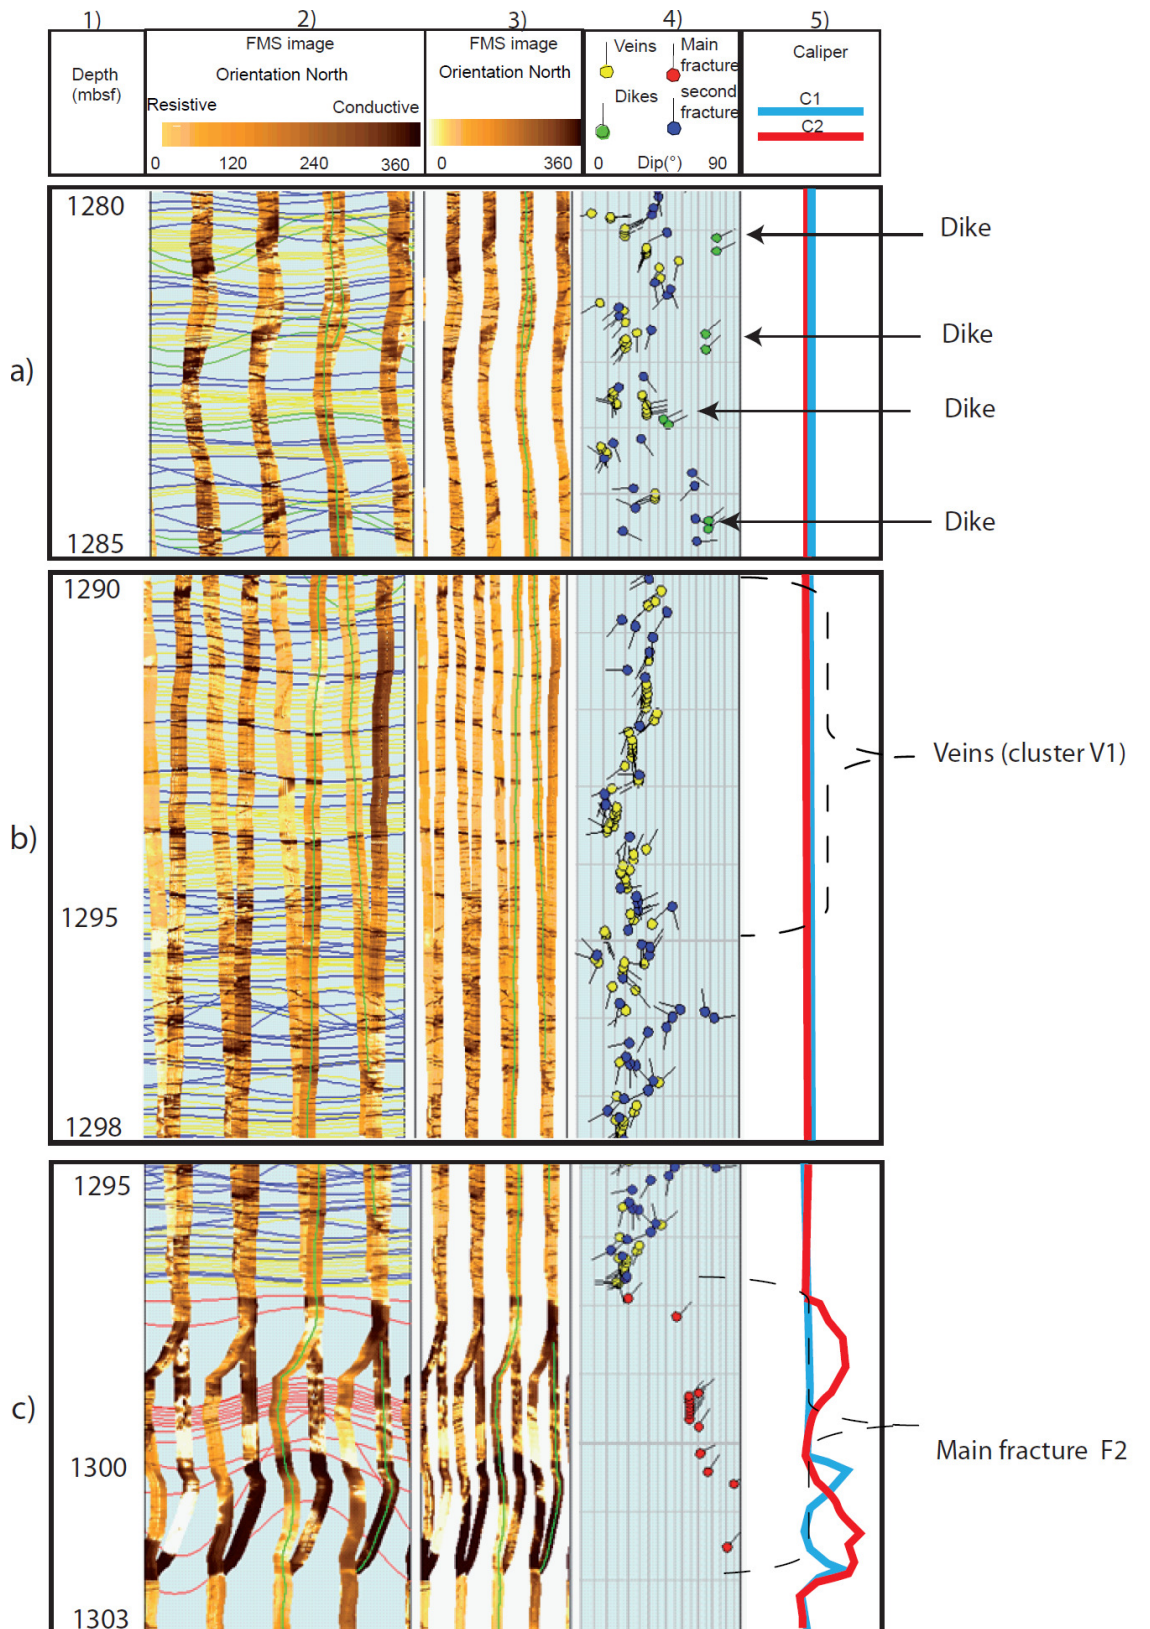 1) 2) 3) 4) 5)
Depth
(mbsf)
FMS image
Orientation North
Resistive Conductive
0 120 240 360
FMS image
Orientation North
0 360
Veins Main
fracture
Dikes second
fracture
0 Dip(°) 90
Caliper
C1
C2
a)
1280
1285
Dike
Dike
Dike
Dike
b)
1290
1295
1298
Veins (cluster V1)
c)
1295
1300
1303
Main fracture F2